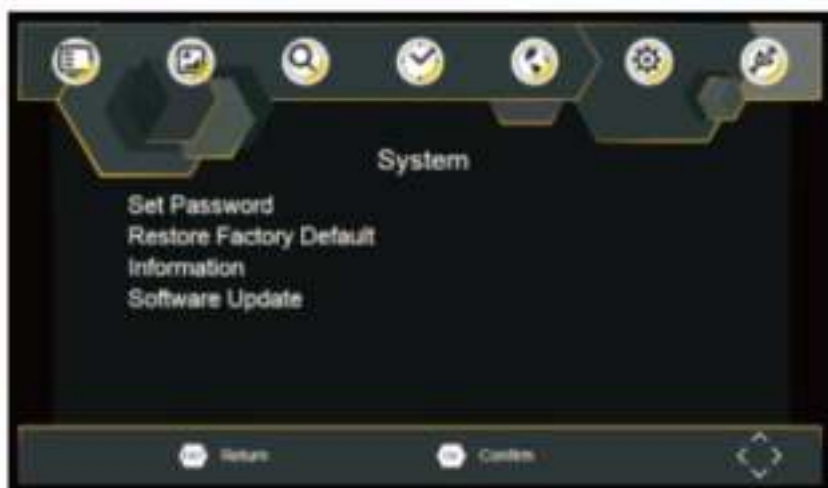 System
Set Password
Restore Factory Default
Information
Software Update
Return
Confirm